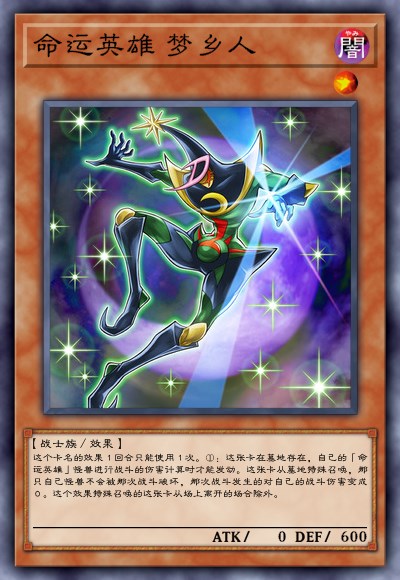 命运英雄 梦乡人
やみ
闇
【战士族／效果】
这个卡名的效果１回合只能使用１次。①：这张卡在墓地存在，自己的「命
运英雄」怪兽进行战斗的伤害计算时才能发动。这张卡从墓地特殊召唤，那
只自己怪兽不会被那次战斗破坏，那次战斗发生的对自己的战斗伤害变成
０。这个效果特殊召唤的这张卡从场上离开的场合除外。
ATK/ 0 DEF/ 600